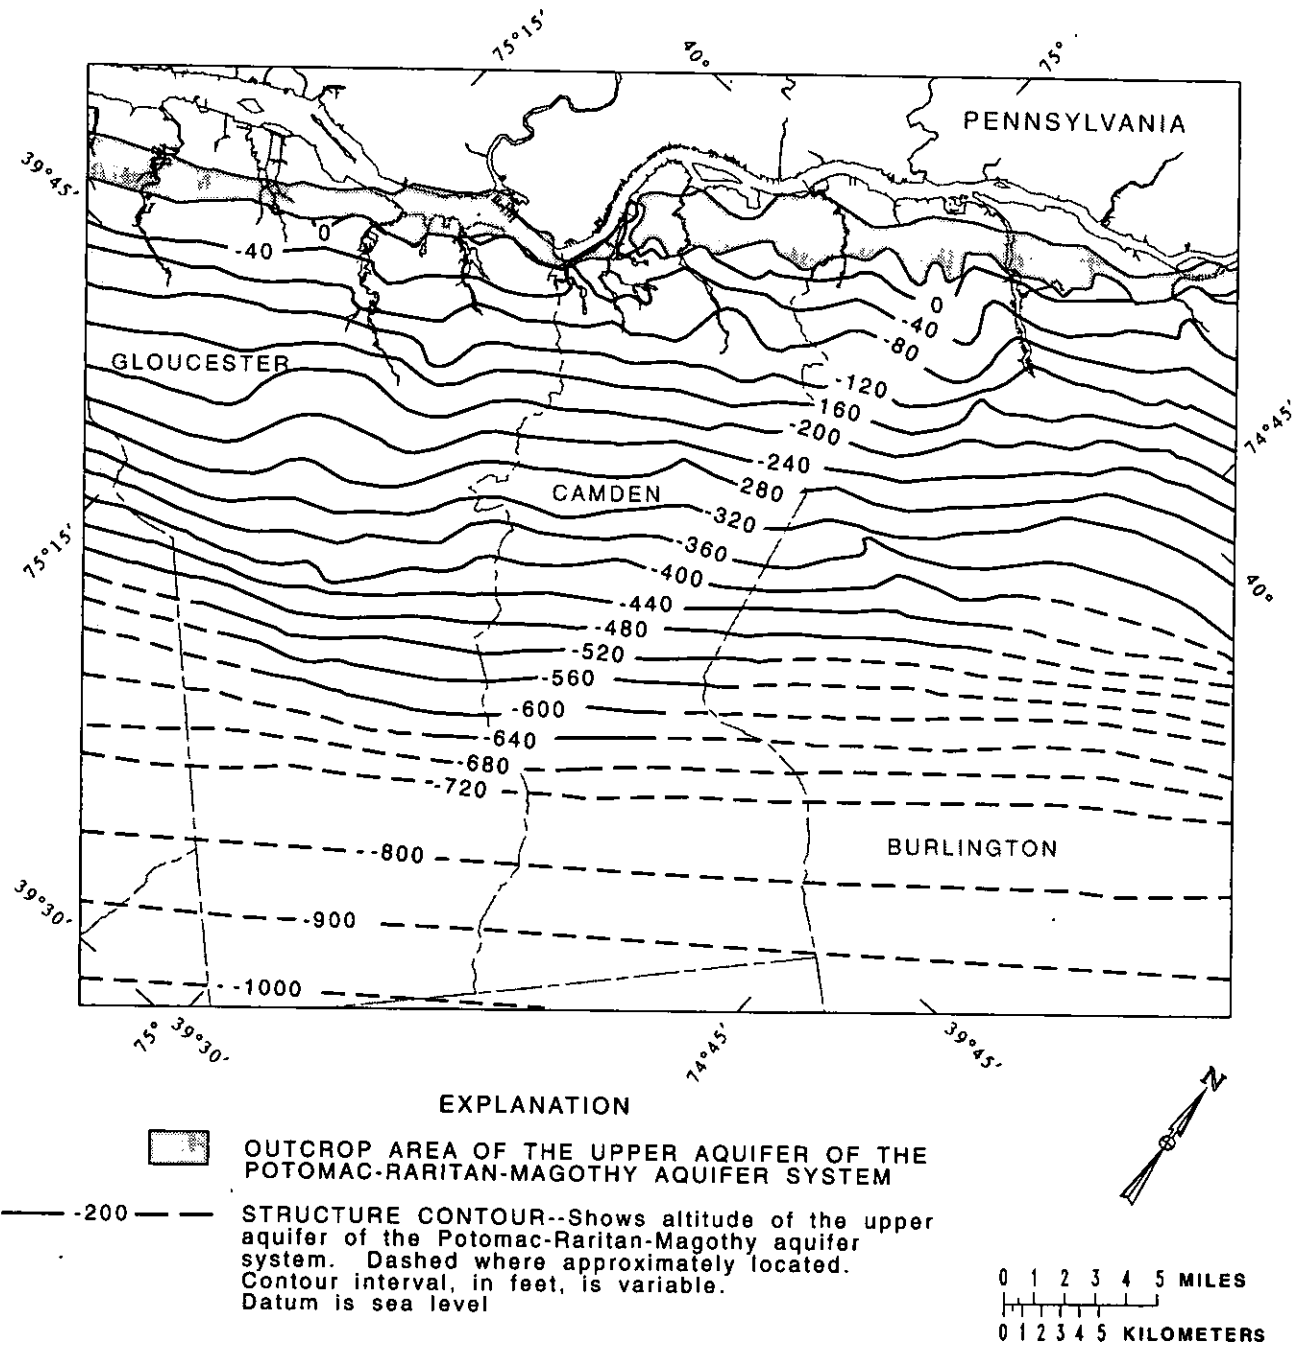 75°15'
40°
75°
PENNSYLVANIA
39°45'
0
-40
0
-40
-80
GLOUCESTER
-120
160
-200
74°45'
-240
280
CAMDEN
-320
-360
75°15'
-400
40°
-440
-480
-520
-560
-600
-640
-680
-720
BURLINGTON
-800
39°30'
-900
-1000
75°
39°30'
74°45'
39°45'
N
EXPLANATION
OUTCROP AREA OF THE UPPER AQUIFER OF THE
POTOMAC-RARITAN-MAGOTHY AQUIFER SYSTEM
-200
STRUCTURE CONTOUR--Shows altitude of the upper
aquifer of the Potomac-Raritan-Magothy aquifer
system. Dashed where approximately located.
Contour interval, in feet, is variable.
Datum is sea level
0 1 2 3 4 5 MILES
0 1 2 3 4 5 KILOMETERS